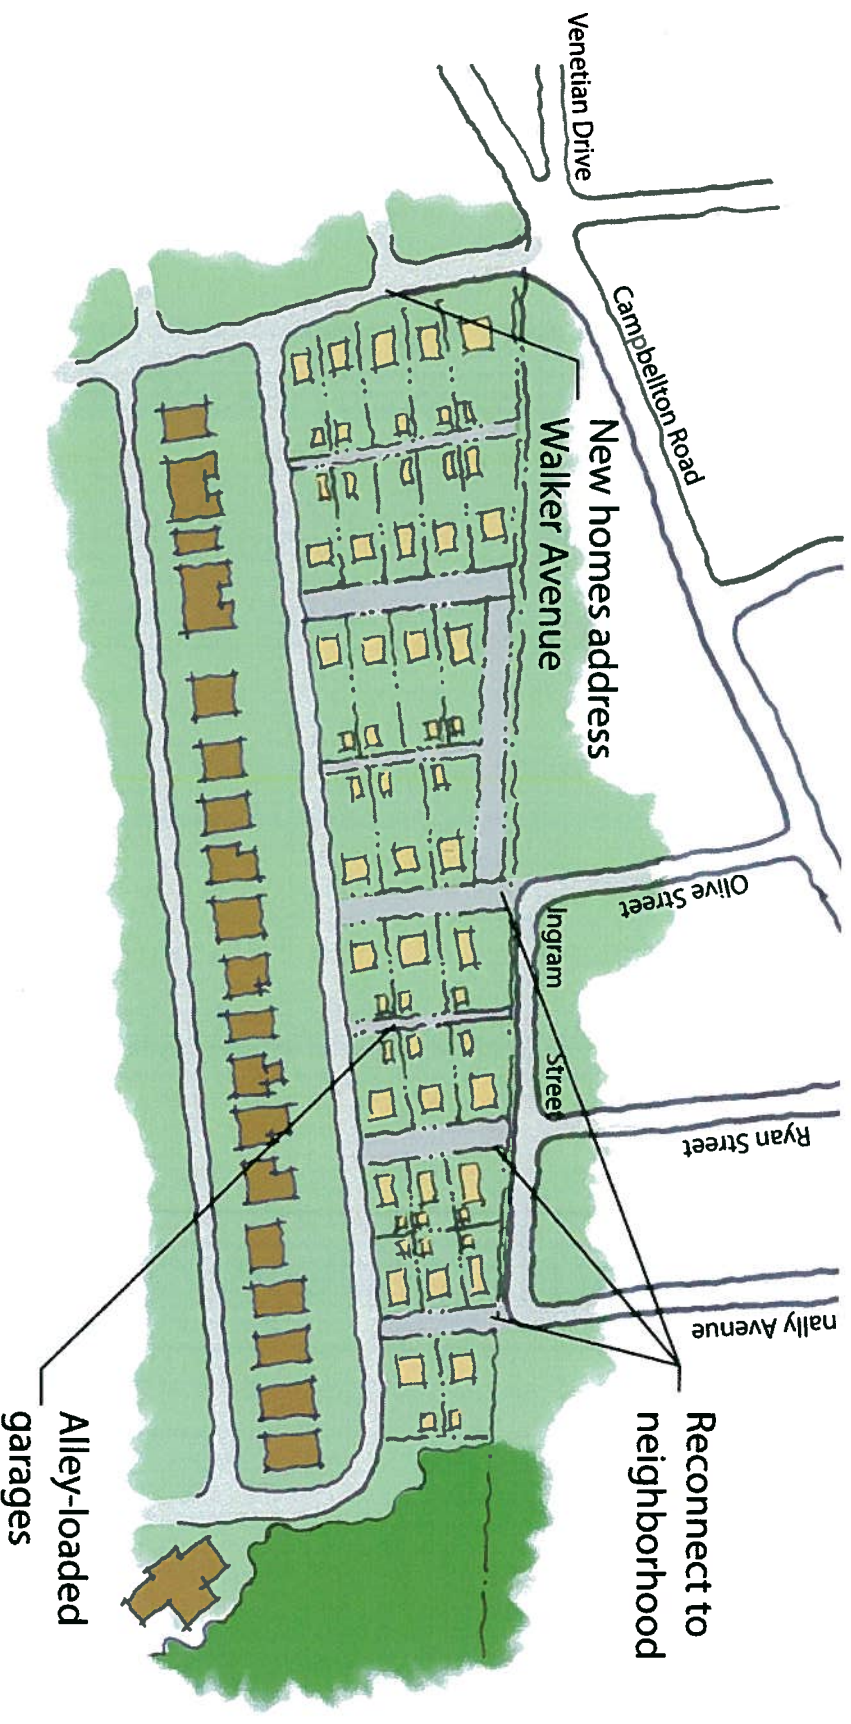 Venetian Drive
Campbellton Road
New homes address
Walker Avenue
Olive Street
Ingram
Street
Ryan Street
nally Avenue
Reconnect to
neighborhood
Alley-loaded
garages